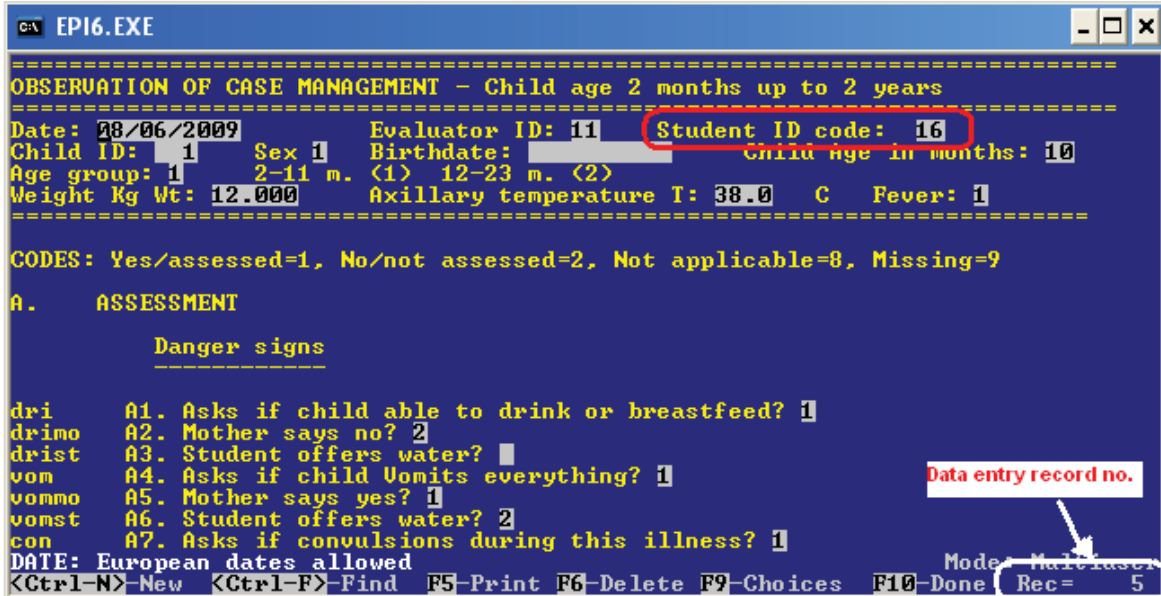 C:\ EPI6.EXE
================================================================================
OBSERVATION OF CASE MANAGEMENT - Child age 2 months up to 2 years
================================================================================
Date: 08/06/2009 Evaluator ID: 11 Student ID code: 16
Child ID: 1 Sex 1 Birthdate: Child Age in months: 10
Age group: 1 2-11 m. (1) 12-23 m. (2)
Weight Kg Wt: 12.000 Axillary temperature T: 38.0 C Fever: 1
================================================================================
CODES: Yes/assessed=1, No/not assessed=2, Not applicable=8, Missing=9
A. ASSESSMENT
Danger signs
------------
dri A1. Asks if child able to drink or breastfeed? 1
drimo A2. Mother says no? 2
drist A3. Student offers water?
vom A4. Asks if child Vomits everything? 1
Data entry record no.
vommo A5. Mother says yes? 1
vomst A6. Student offers water? 2
con A7. Asks if convulsions during this illness? 1
DATE: European dates allowed Mode: Multiuser
<Ctrl-N>-New <Ctrl-F>-Find F5-Print F6-Delete F9-Choices F10-Done Rec= 5